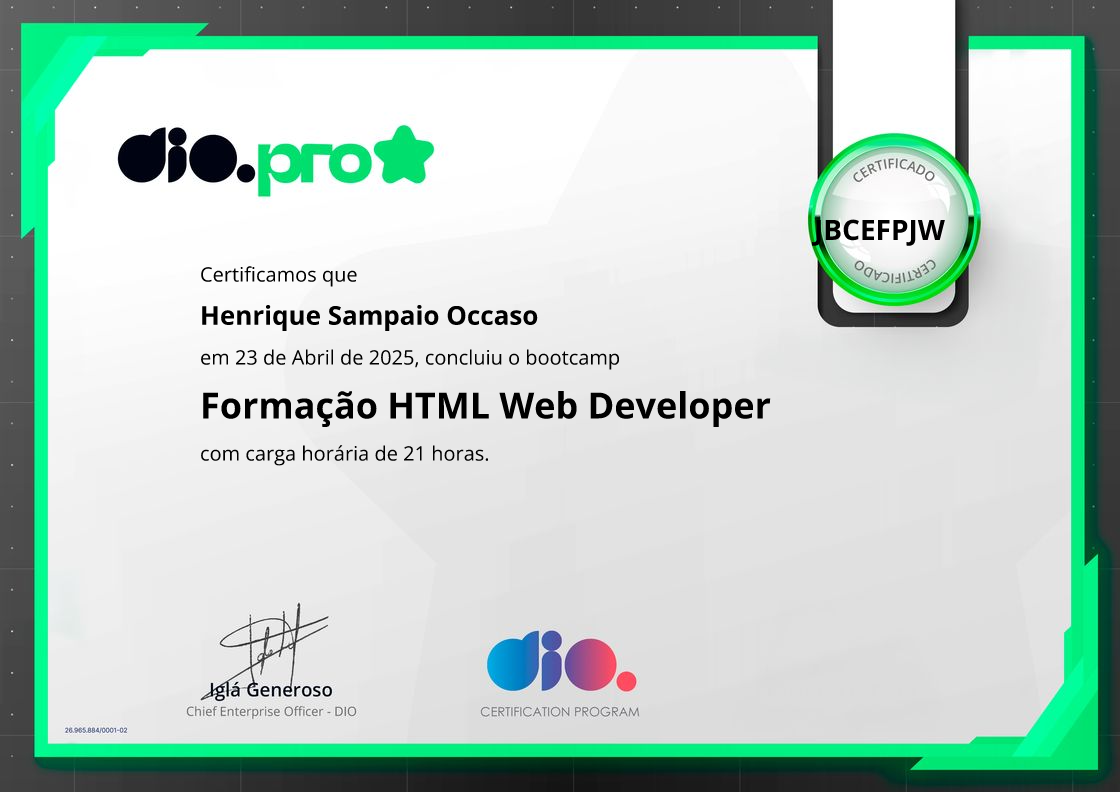 dio.pro
CERTIFICADO
JBCEFPJW
CERTIFICADO
Certificamos que
Henrique Sampaio Occaso
em 23 de Abril de 2025, concluiu o bootcamp
Formação HTML Web Developer
com carga horária de 21 horas.
Iglá Generoso
Chief Enterprise Officer - DIO
dio.
CERTIFICATION PROGRAM
26.965.884/0001-02